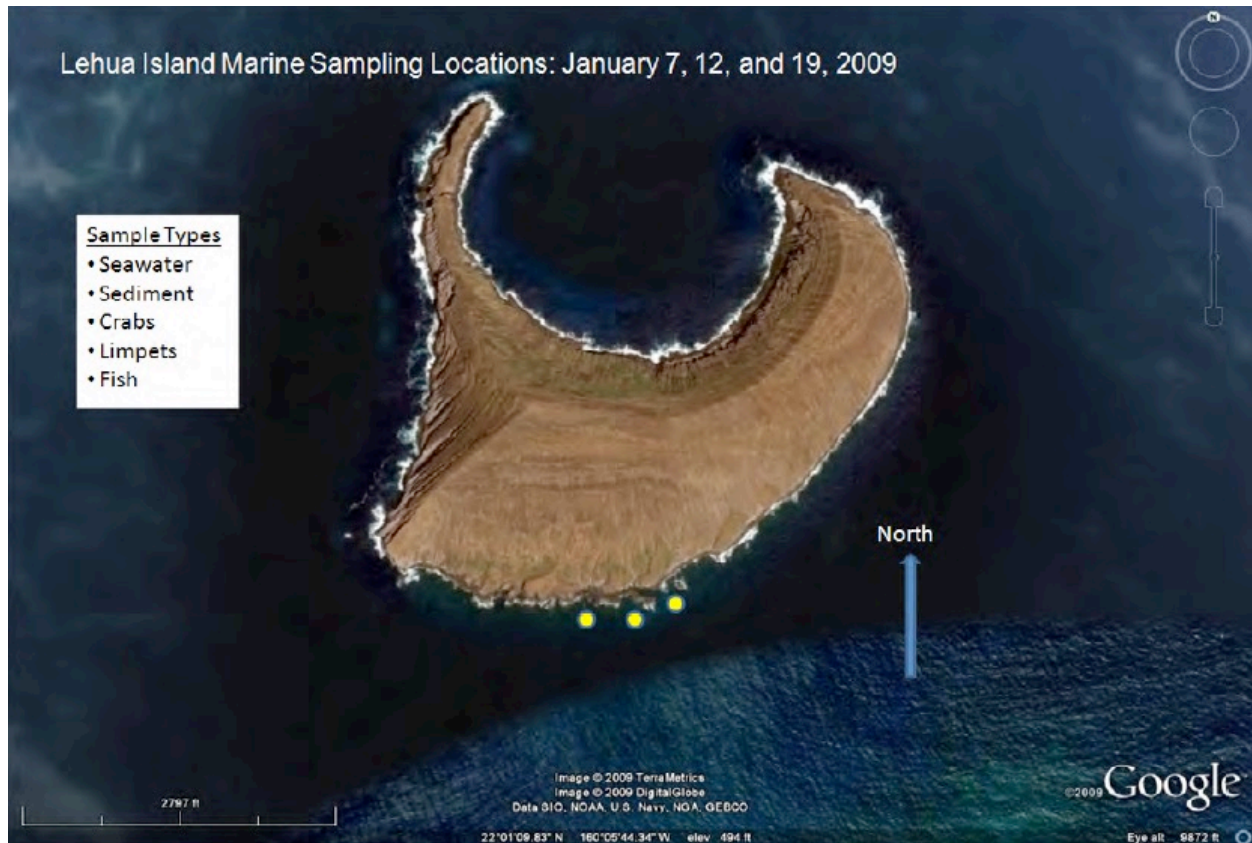 N
Lehua Island Marine Sampling Locations: January 7, 12, and 19, 2009
Sample Types
• Seawater
• Sediment
• Crabs
• Limpets
• Fish
North
2797 ft
Image © 2009 TerraMetrics
Image © 2009 DigitalGlobe
Data SIO, NOAA, U.S. Navy, NGA, GEBCO
©2009 Google
22°01'09.83" N 160°05'44.34" W elev 494 ft
Eye alt 9872 ft